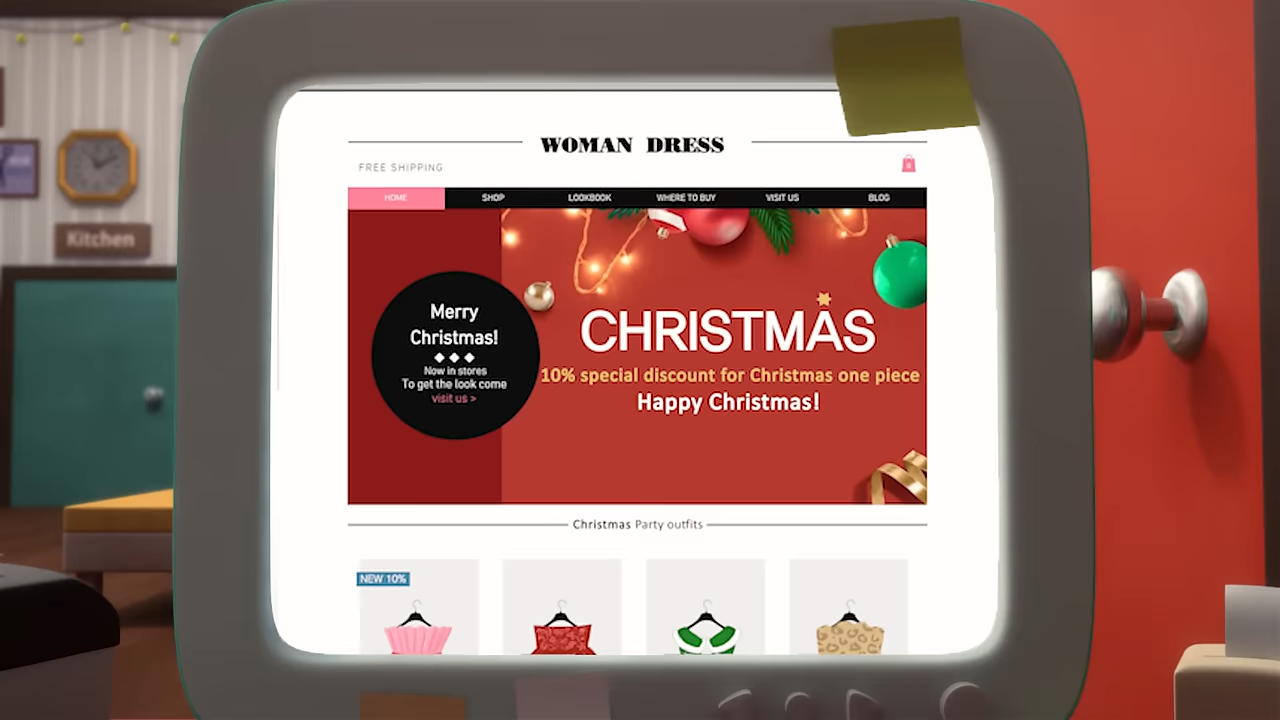 WOMAN DRESS
FREE SHIPPING
0
HOME SHOP LOOKBOOK WHERE TO BUY VISIT US BLOG
Merry
Christmas!
Now in stores
To get the look come
visit us >
CHRISTMAS
10% special discount for Christmas one piece
Happy Christmas!
Christmas Party outfits
NEW 10%
Kitchen